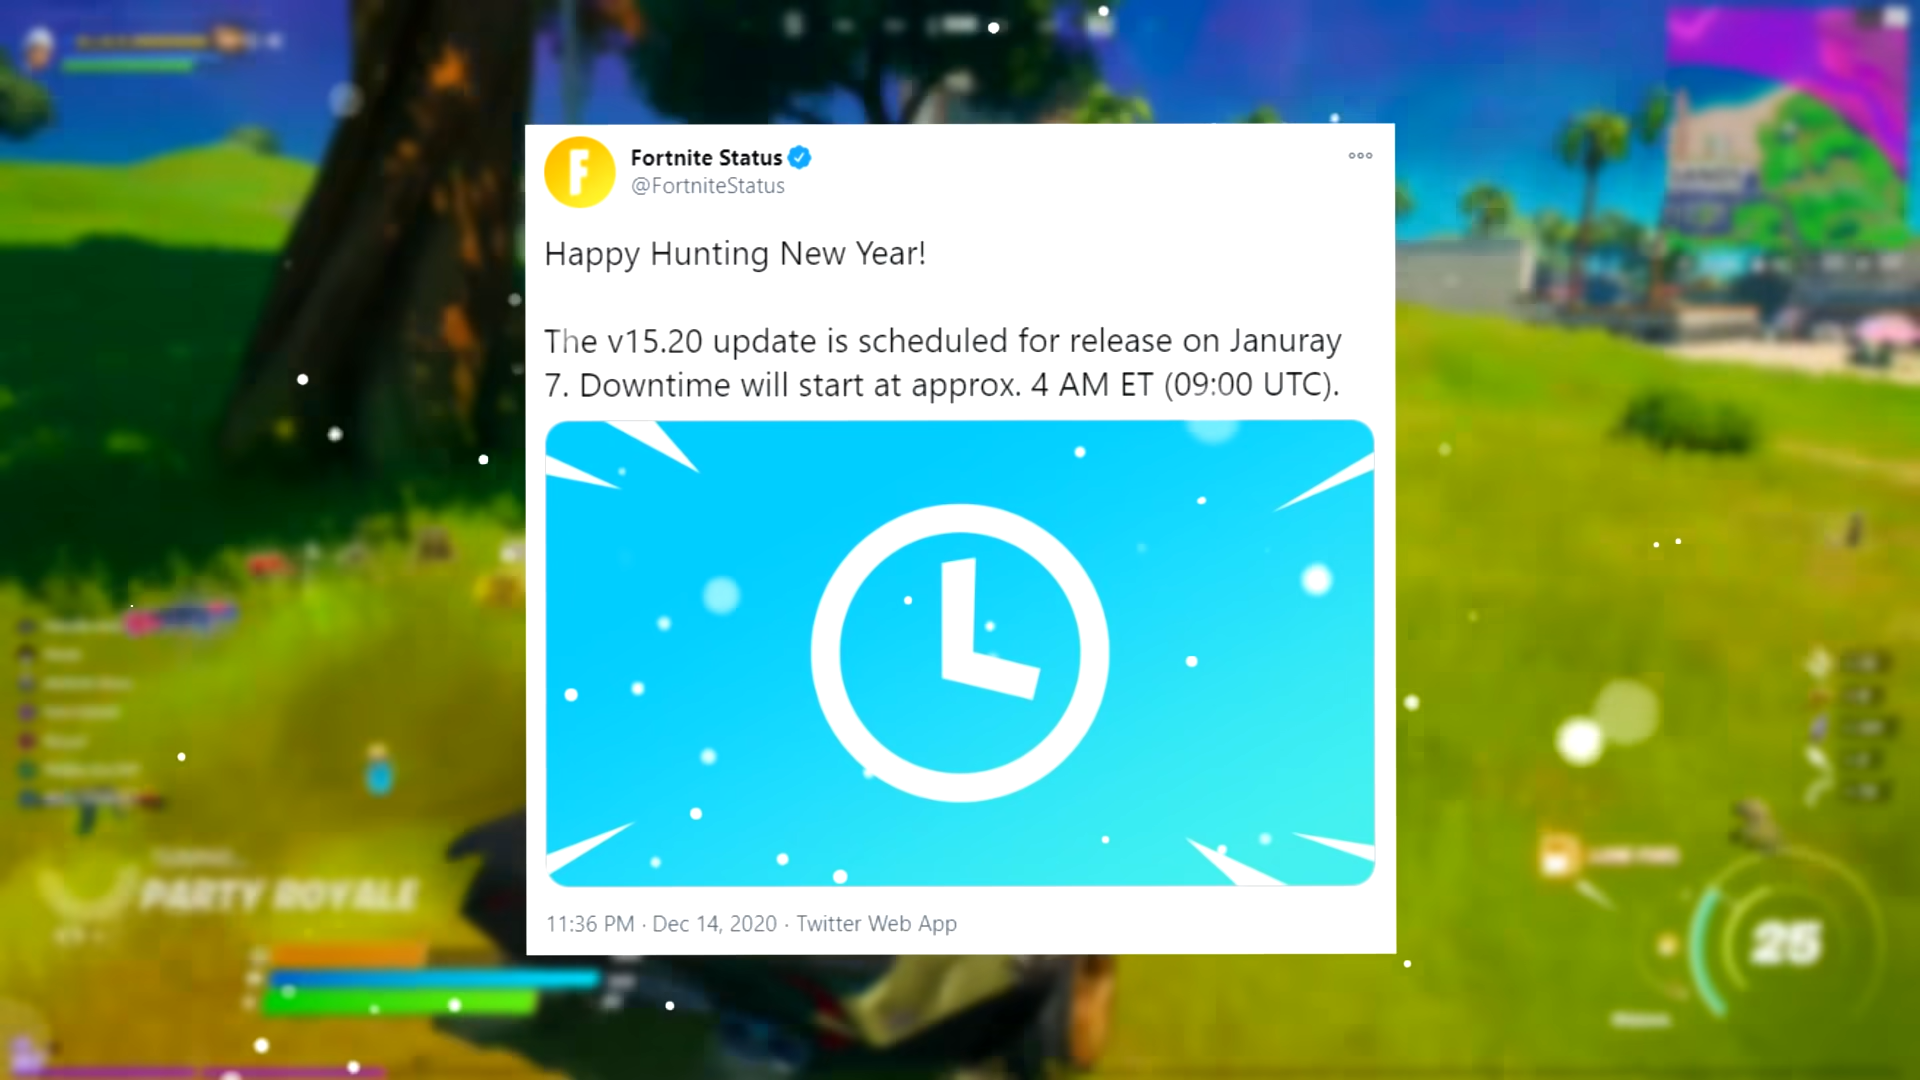 Fortnite Status
@FortniteStatus
Happy Hunting New Year!
The v15.20 update is scheduled for release on Januray
7. Downtime will start at approx. 4 AM ET (09:00 UTC).
11:36 PM · Dec 14, 2020 · Twitter Web App
PARTY ROYALE
25